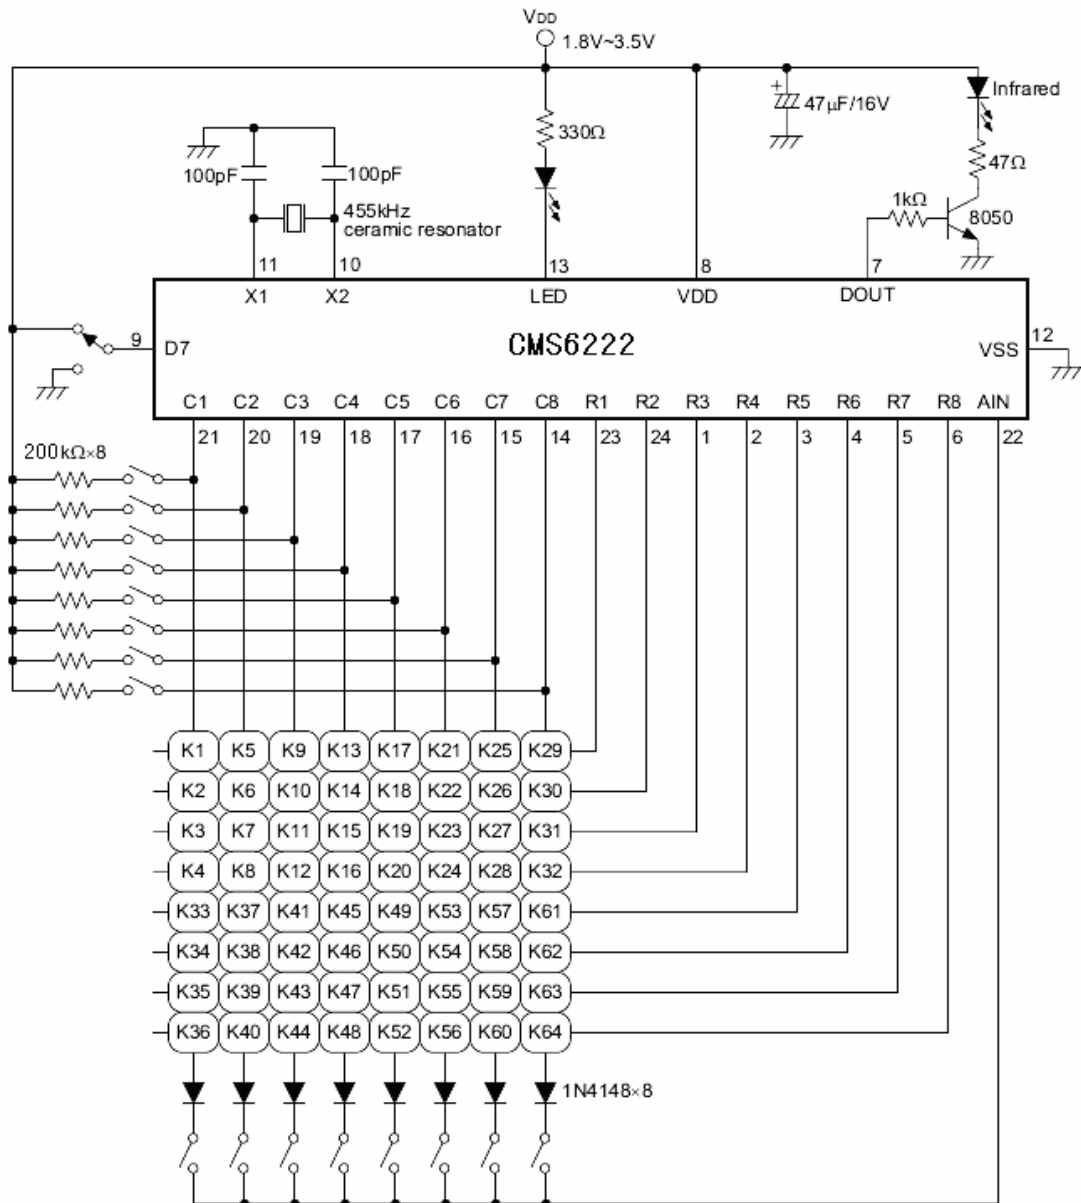 VDD
1.8V~3.5V
Infrared
47µF/16V
330Ω
47Ω
100pF
100pF
1kΩ
8050
455kHz
ceramic resonator
11
10
13
8
7
X1
X2
LED
VDD
DOUT
9
D7
CMS6222
VSS
12
C1 C2 C3 C4 C5 C6 C7 C8 R1 R2 R3 R4 R5 R6 R7 R8 AIN
21 20 19 18 17 16 15 14 23 24 1 2 3 4 5 6 22
200kΩ×8
K1 K5 K9 K13 K17 K21 K25 K29
K2 K6 K10 K14 K18 K22 K26 K30
K3 K7 K11 K15 K19 K23 K27 K31
K4 K8 K12 K16 K20 K24 K28 K32
K33 K37 K41 K45 K49 K53 K57 K61
K34 K38 K42 K46 K50 K54 K58 K62
K35 K39 K43 K47 K51 K55 K59 K63
K36 K40 K44 K48 K52 K56 K60 K64
1N4148×8